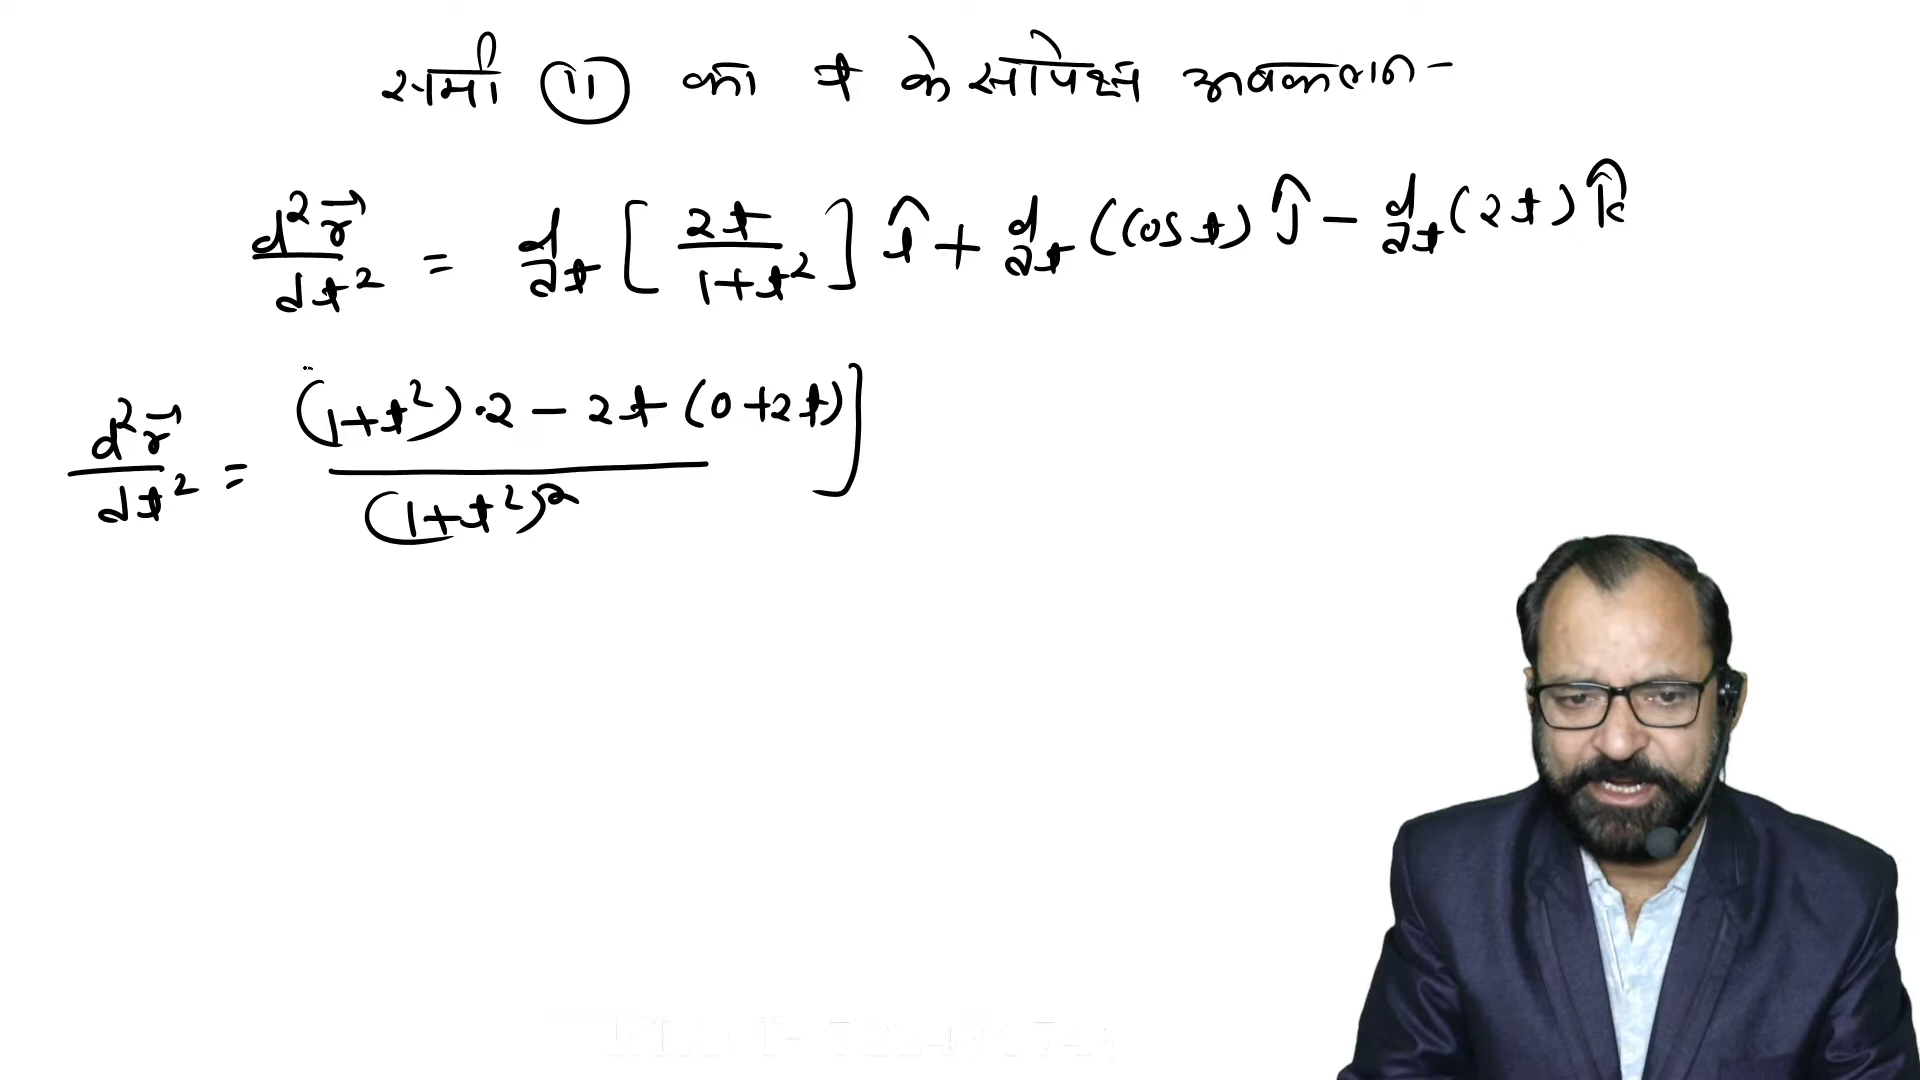 समी (11) का t के सापेक्ष अवकलन -
d²r⃗/dt² = d/dt [2t/(1+t²)] î + d/dt (cos t) ĵ - d/dt (2t) k̂
d²r⃗/dt² = (1+t²)·2 - 2t (0+2t)]/(1+t²)²